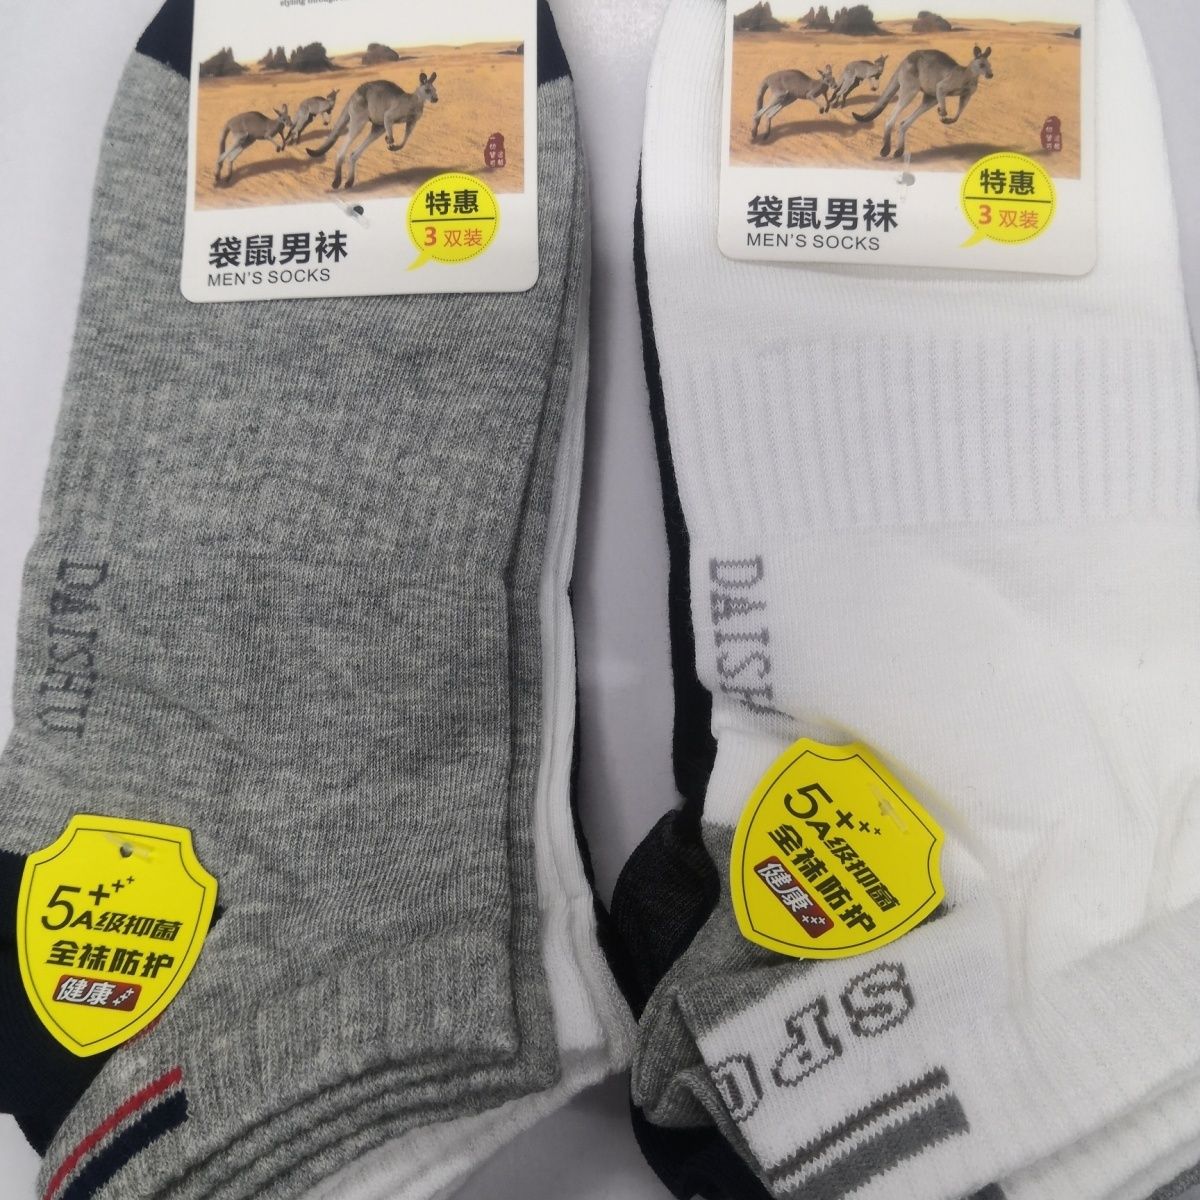 袋鼠男袜
MEN'S SOCKS
特惠
3双装
DAISHU
5A级抑菌
+++
全袜防护
健康
+++
袋鼠男袜
MEN'S SOCKS
特惠
3双装
DAISHU
5A级抑菌
+++
全袜防护
健康
+++